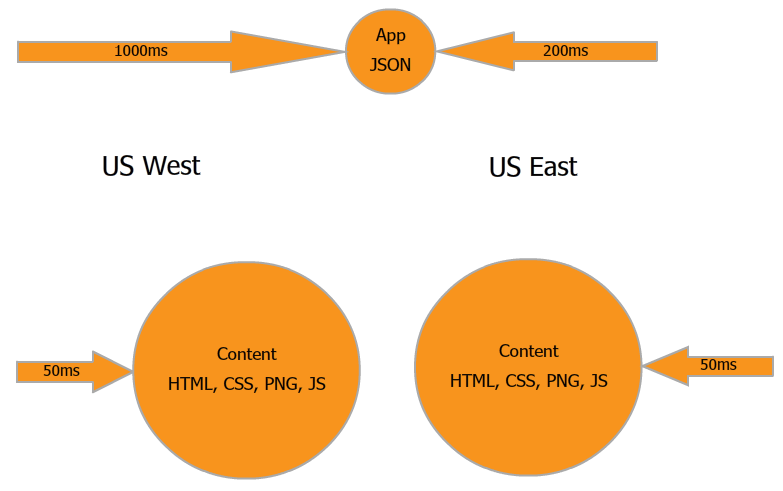 App
JSON
1000ms
200ms
US West
US East
Content
HTML, CSS, PNG, JS
50ms
Content
HTML, CSS, PNG, JS
50ms